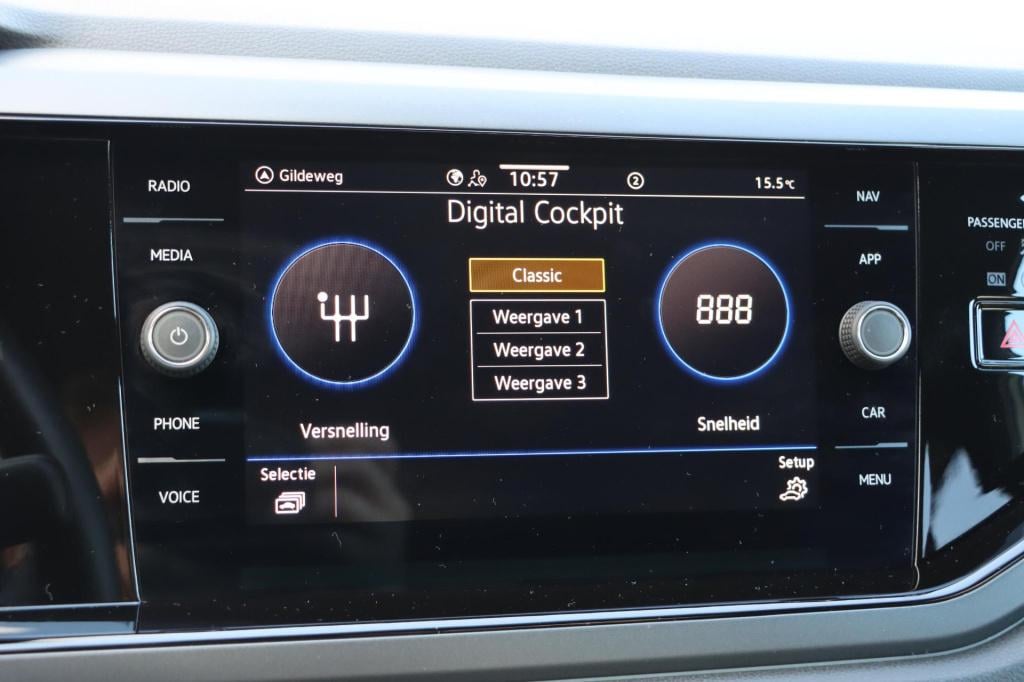 RADIO
MEDIA
PHONE
VOICE
Gildeweg
10:57
2
15.5°C
Digital Cockpit
Classic
Weergave 1
Weergave 2
Weergave 3
888
Versnelling
Snelheid
Selectie
Setup
NAV
APP
CAR
MENU
OFF
ON